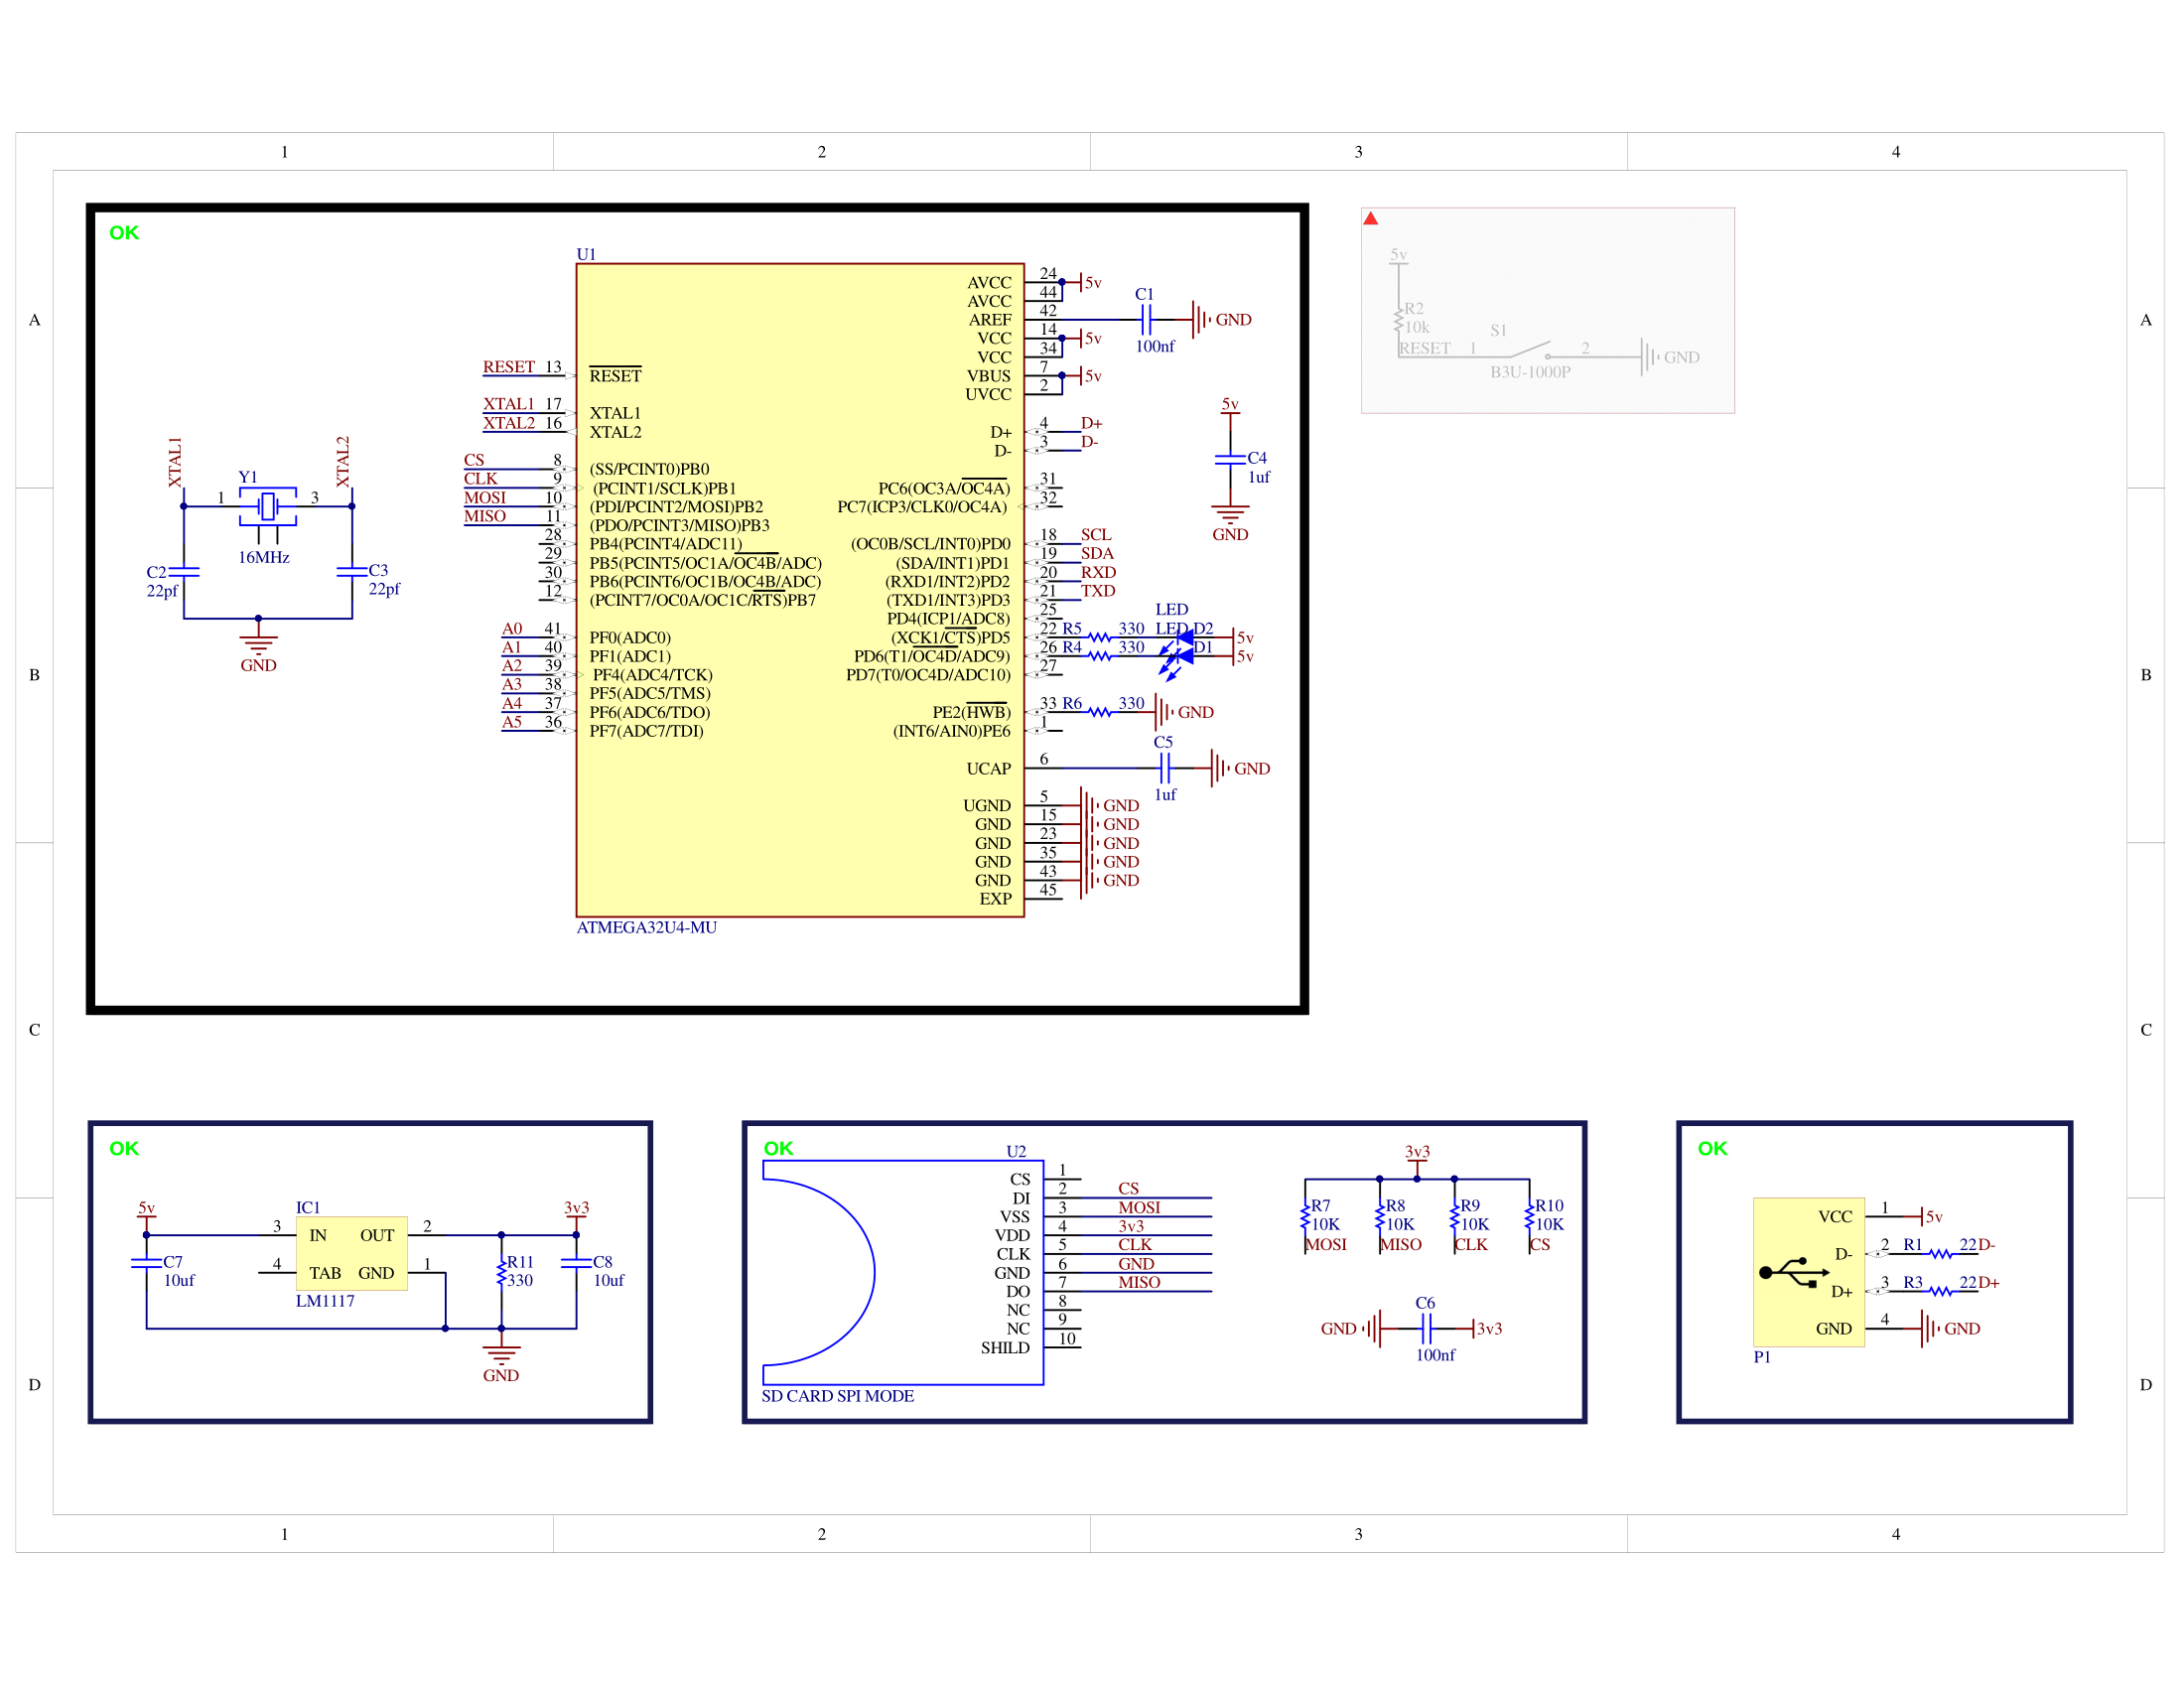 1 2 3 4
A A
B B
C C
D D
OK
U1
RESET 13 RESET
XTAL1 17 XTAL1
XTAL2 16 XTAL2
CS 8 (SS/PCINT0)PB0
CLK 9 (PCINT1/SCLK)PB1
MOSI 10 (PDI/PCINT2/MOSI)PB2
MISO 11 (PDO/PCINT3/MISO)PB3
28 PB4(PCINT4/ADC11)
29 PB5(PCINT5/OC1A/OC4B/ADC)
30 PB6(PCINT6/OC1B/OC4B/ADC)
12 (PCINT7/OC0A/OC1C/RTS)PB7
A0 41 PF0(ADC0)
A1 40 PF1(ADC1)
A2 39 PF4(ADC4/TCK)
A3 38 PF5(ADC5/TMS)
A4 37 PF6(ADC6/TDO)
A5 36 PF7(ADC7/TDI)
AVCC 24 5v
AVCC 44
AREF 42 C1 100nf GND
VCC 14 5v
VCC 34
VBUS 7 5v
UVCC 2
D+ 4 D+
D- 3 D-
PC6(OC3A/OC4A) 31
PC7(ICP3/CLK0/OC4A) 32
(OC0B/SCL/INT0)PD0 18 SCL
(SDA/INT1)PD1 19 SDA
(RXD1/INT2)PD2 20 RXD
(TXD1/INT3)PD3 21 TXD
PD4(ICP1/ADC8) 25
LED
(XCK1/CTS)PD5 22 R5 330 LED D2 5v
PD6(T1/OC4D/ADC9) 26 R4 330 D1 5v
PD7(T0/OC4D/ADC10) 27
PE2(HWB) 33 R6 330 GND
(INT6/AIN0)PE6 1
UCAP 6 C5 1uf GND
UGND 5 GND
GND 15 GND
GND 23 GND
GND 35 GND
GND 43 GND
EXP 45
ATMEGA32U4-MU
XTAL1 XTAL2
Y1
1 3
16MHz
C2 22pf
C3 22pf
GND
5v
C4
1uf
GND
5v
R2
10k
RESET 1 S1 2 GND
B3U-1000P
OK
5v IC1 3v3
3 IN OUT 2
4 TAB GND 1
LM1117
C7
10uf
R11
330
C8
10uf
GND
OK
U2
CS 1
DI 2 CS
VSS 3 MOSI
VDD 4 3v3
CLK 5 CLK
GND 6 GND
DO 7 MISO
NC 8
NC 9
SHILD 10
SD CARD SPI MODE
3v3
R7 R8 R9 R10
10K 10K 10K 10K
MOSI MISO CLK CS
C6
GND 3v3
100nf
OK
VCC 1 5v
D- 2 R1 22 D-
D+ 3 R3 22 D+
GND 4 GND
P1
1 2 3 4